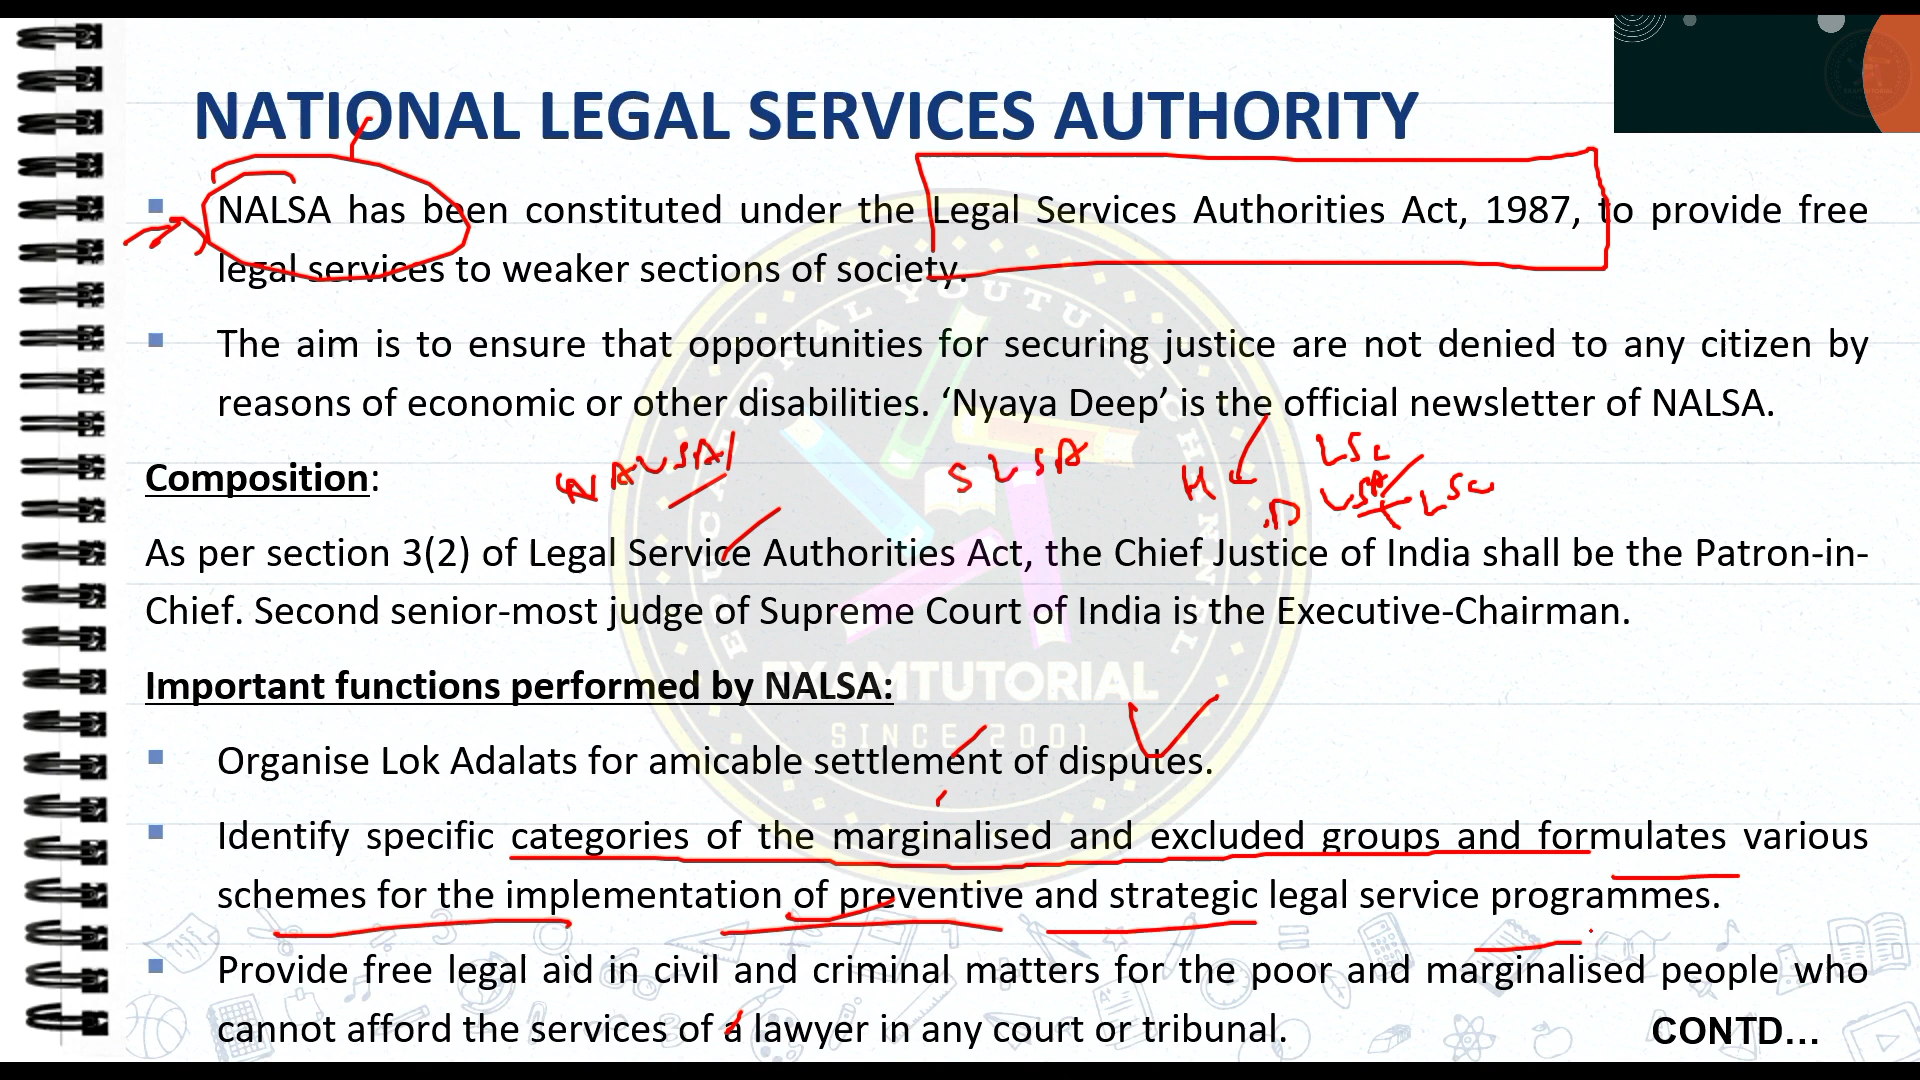 NATIONAL LEGAL SERVICES AUTHORITY
NALSA has been constituted under the Legal Services Authorities Act, 1987, to provide free
legal services to weaker sections of society.
The aim is to ensure that opportunities for securing justice are not denied to any citizen by
reasons of economic or other disabilities. ‘Nyaya Deep’ is the official newsletter of NALSA.
NALSA SLSA H LSC
DLSA LSC
Composition:
As per section 3(2) of Legal Service Authorities Act, the Chief Justice of India shall be the Patron-in-
Chief. Second senior-most judge of Supreme Court of India is the Executive-Chairman.
Important functions performed by NALSA:
Organise Lok Adalats for amicable settlement of disputes.
Identify specific categories of the marginalised and excluded groups and formulates various
schemes for the implementation of preventive and strategic legal service programmes.
Provide free legal aid in civil and criminal matters for the poor and marginalised people who
cannot afford the services of a lawyer in any court or tribunal.
CONTD...
EDUCATIONAL YOUTUBE CHANNEL
EXAMTUTORIAL
SINCE 2001